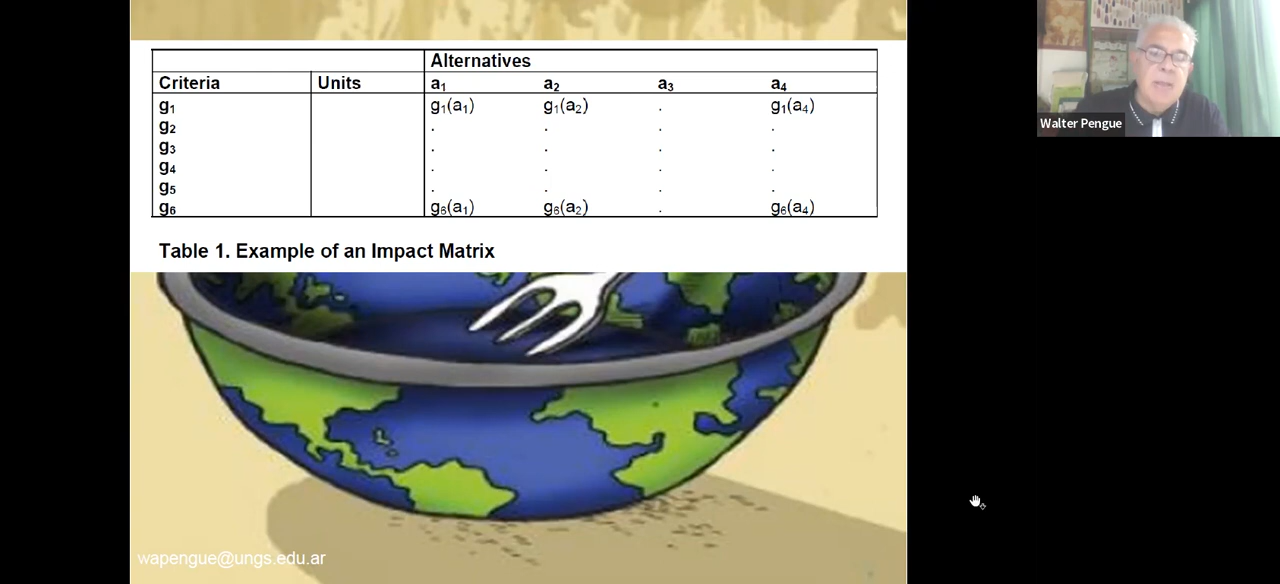 Alternatives
Criteria Units a₁ a₂ a₃ a₄
g₁ g₁(a₁) g₁(a₂) . g₁(a₄)
g₂ . . . .
g₃ . . . .
g₄ . . . .
g₅ . . . .
g₆ g₆(a₁) g₆(a₂) . g₆(a₄)
Table 1. Example of an Impact Matrix
wapengue@ungs.edu.ar
Walter Pengue